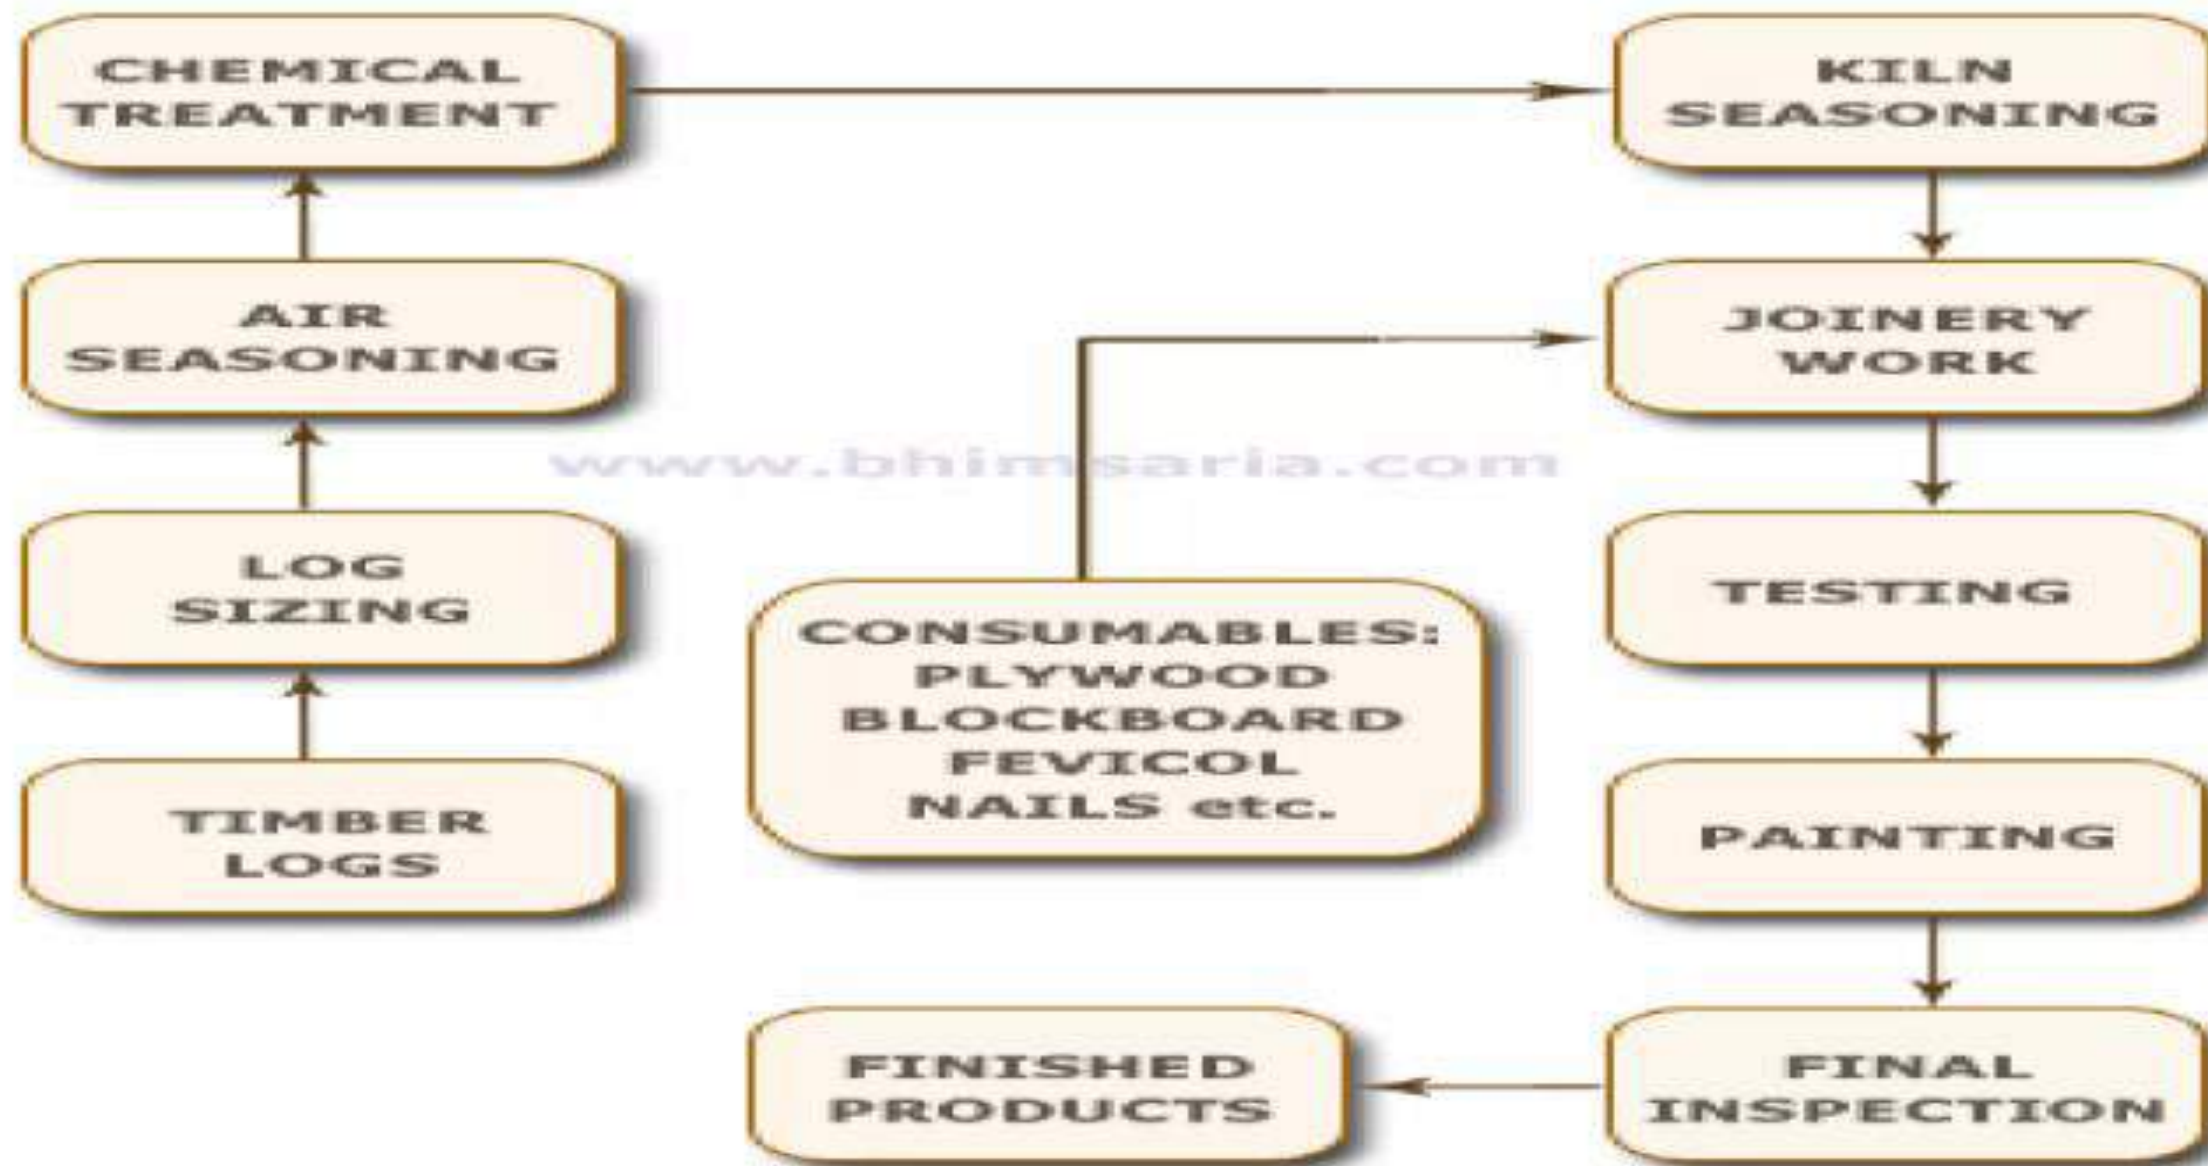 CHEMICAL
TREATMENT
KILN
SEASONING
AIR
SEASONING
JOINERY
WORK
www.bhimsaria.com
LOG
SIZING
CONSUMABLES:
PLYWOOD
BLOCKBOARD
FEVICOL
NAILS etc.
TESTING
TIMBER
LOGS
PAINTING
FINISHED
PRODUCTS
FINAL
INSPECTION